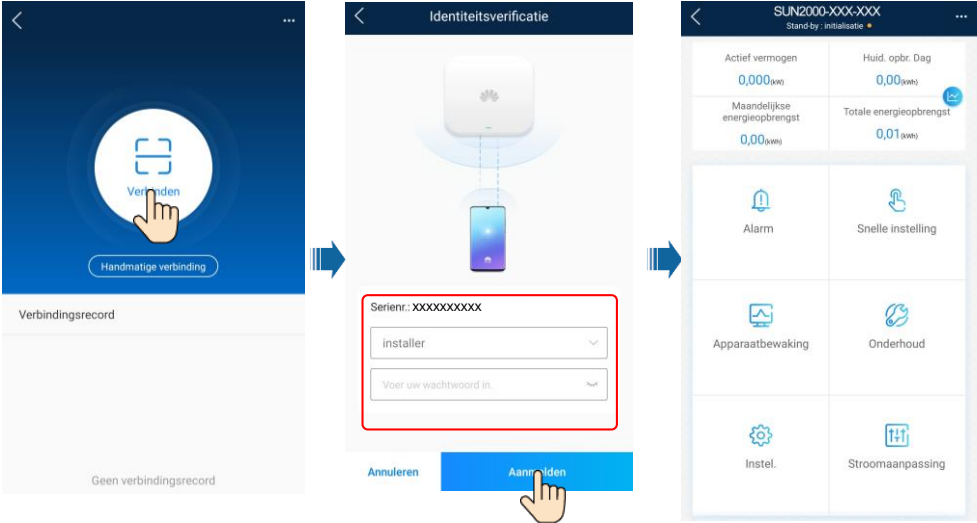 Verbinden
Handmatige verbinding
Verbindingsrecord
Geen verbindingsrecord
Identiteitsverificatie
Serienr.: XXXXXXXXXX
installer
Voer uw wachtwoord in.
Annuleren
Aanmelden
SUN2000-XXX-XXX
Stand-by : initialisatie
Actief vermogen
0,000(kW)
Huid. opbr. Dag
0,00(kWh)
Maandelijkse
energieopbrengst
0,00(kWh)
Totale energieopbrengst
0,01(kWh)
Alarm
Snelle instelling
Apparaatbewaking
Onderhoud
Instel.
Stroomaanpassing